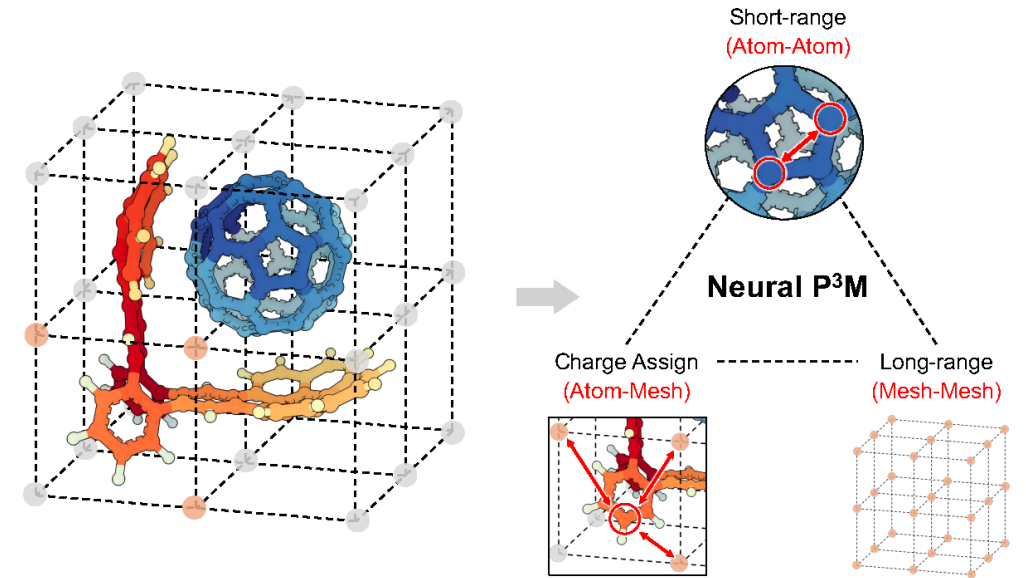 Short-range
(Atom-Atom)
Neural P³M
Charge Assign
(Atom-Mesh)
Long-range
(Mesh-Mesh)